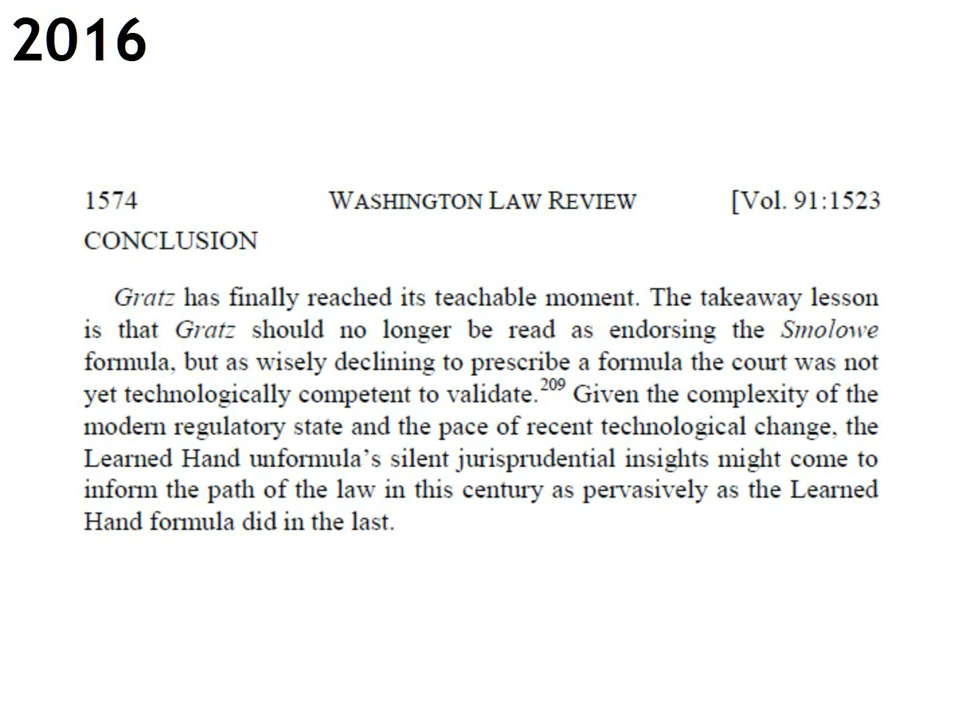 2016
1574 WASHINGTON LAW REVIEW [Vol. 91:1523
CONCLUSION
Gratz has finally reached its teachable moment. The takeaway lesson
is that Gratz should no longer be read as endorsing the Smolowe
formula, but as wisely declining to prescribe a formula the court was not
yet technologically competent to validate.209 Given the complexity of the
modern regulatory state and the pace of recent technological change, the
Learned Hand unformula's silent jurisprudential insights might come to
inform the path of the law in this century as pervasively as the Learned
Hand formula did in the last.